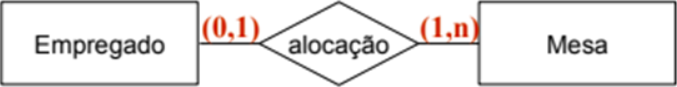 Empregado (0,1) alocação (1,n) Mesa